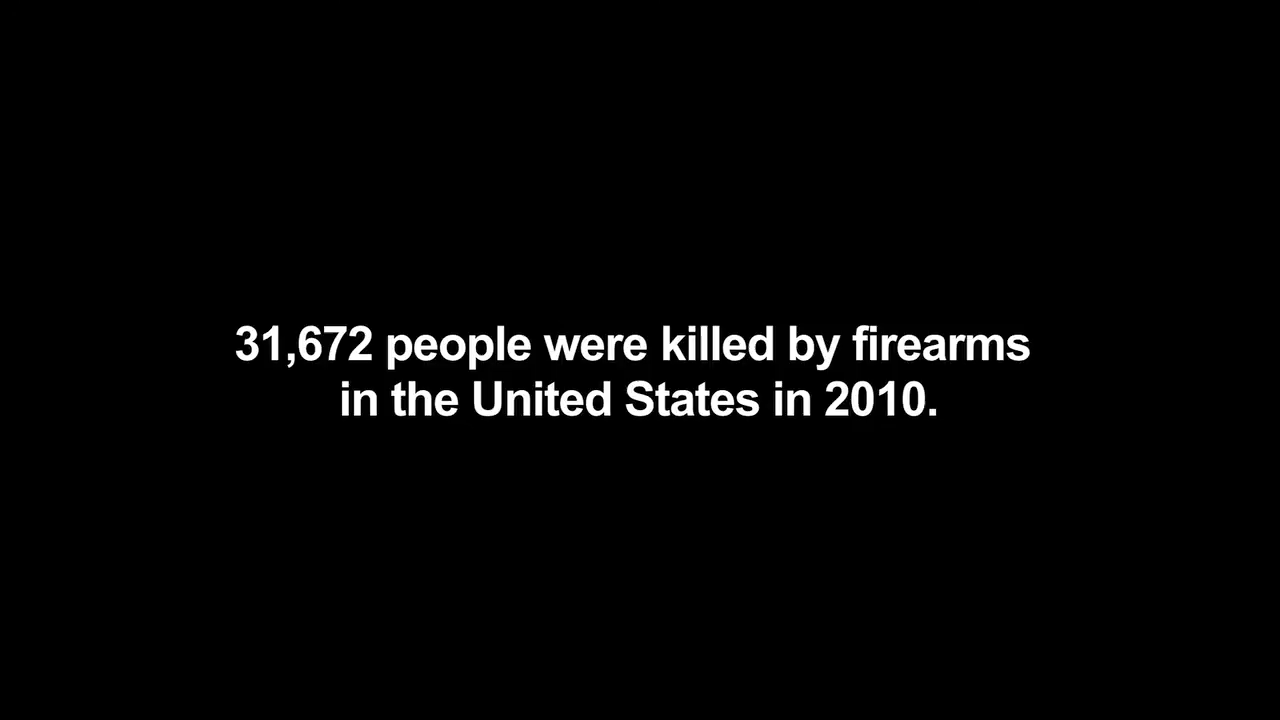 31,672 people were killed by firearms
in the United States in 2010.